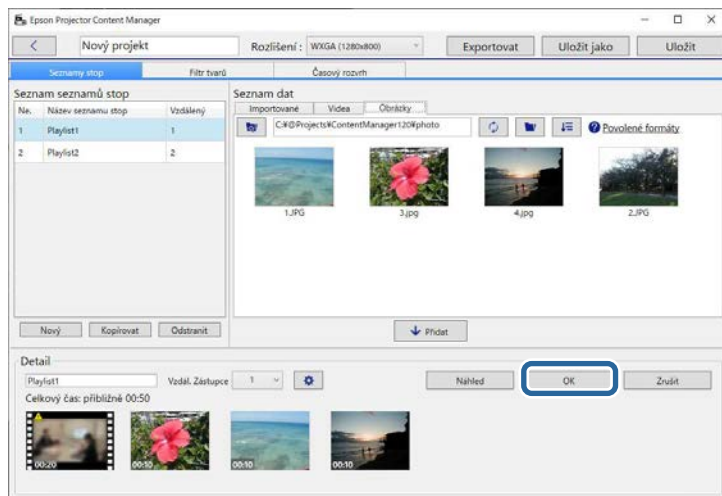 Epson Projector Content Manager
Nový projekt Rozlišení : WXGA (1280x800) Exportovat Uložit jako Uložit
Seznamy stop Filtr tvarů Časový rozvrh
Seznam seznamů stop Seznam dat
Ne. Název seznamu stop Vzdálený Importované Videa Obrázky
1 Playlist1 1 C:¥@Projects¥ContentManager120¥photo Povolené formáty
2 Playlist2 2
1.JPG 3.jpg 4.jpg 2.JPG
Nový Kopírovat Odstranit Přidat
Detail
Playlist1 Vzdál. Zástupce 1 Náhled OK Zrušit
Celkový čas: přibližně 00:50
00:20 00:10 00:10 00:10